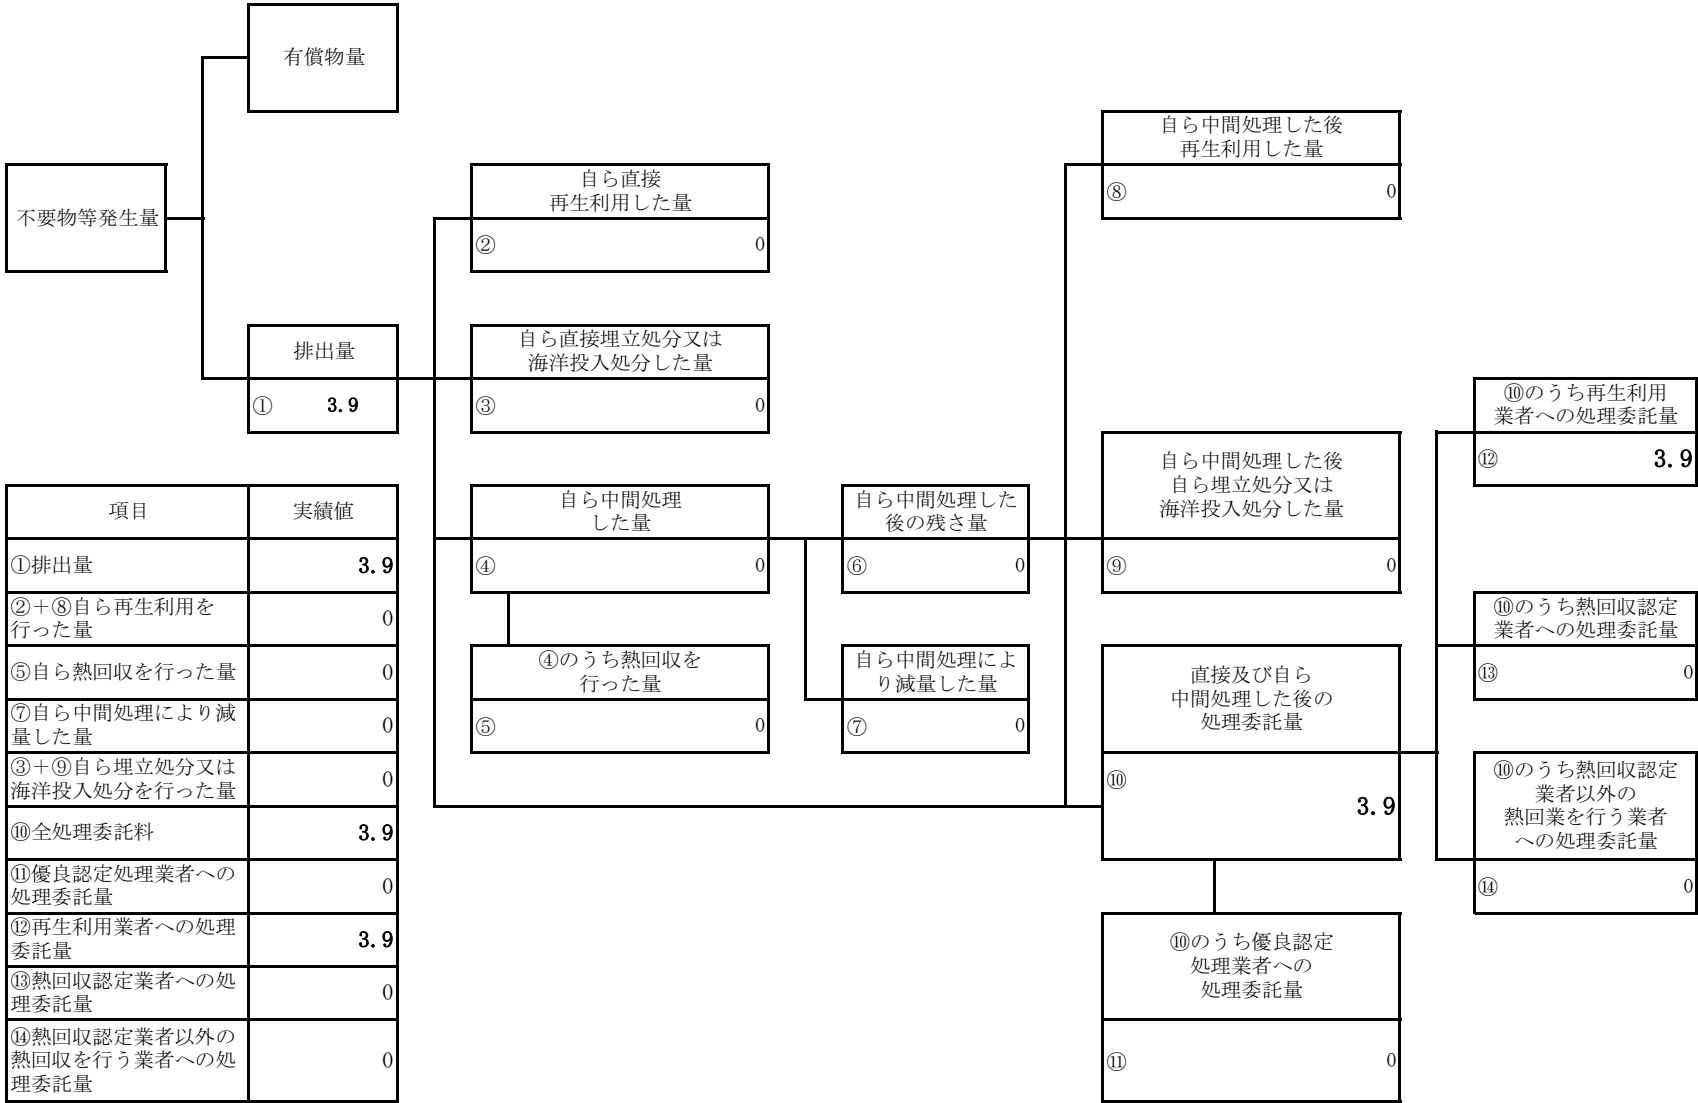 有償物量
不要物等発生量
排出量
① 3.9
自ら直接
再生利用した量
② 0
自ら直接埋立処分又は
海洋投入処分した量
③ 0
自ら中間処理
した量
④ 0
④のうち熱回収を
行った量
⑤ 0
自ら中間処理した
後の残さ量
⑥ 0
自ら中間処理によ
り減量した量
⑦ 0
自ら中間処理した後
再生利用した量
⑧ 0
自ら中間処理した後
自ら埋立処分又は
海洋投入処分した量
⑨ 0
直接及び自ら
中間処理した後の
処理委託量
⑩
3.9
⑩のうち優良認定
処理業者への
処理委託量
⑪ 0
⑩のうち再生利用
業者への処理委託量
⑫ 3.9
⑩のうち熱回収認定
業者への処理委託量
⑬ 0
⑩のうち熱回収認定
業者以外の
熱回業を行う業者
への処理委託量
⑭ 0
項目 実績値
①排出量 3.9
②＋⑧自ら再生利用を
行った量 0
⑤自ら熱回収を行った量 0
⑦自ら中間処理により減
量した量 0
③＋⑨自ら埋立処分又は
海洋投入処分を行った量 0
⑩全処理委託料 3.9
⑪優良認定処理業者への
処理委託量 0
⑫再生利用業者への処理
委託量 3.9
⑬熱回収認定業者への処
理委託量 0
⑭熱回収認定業者以外の
熱回収を行う業者への処
理委託量 0